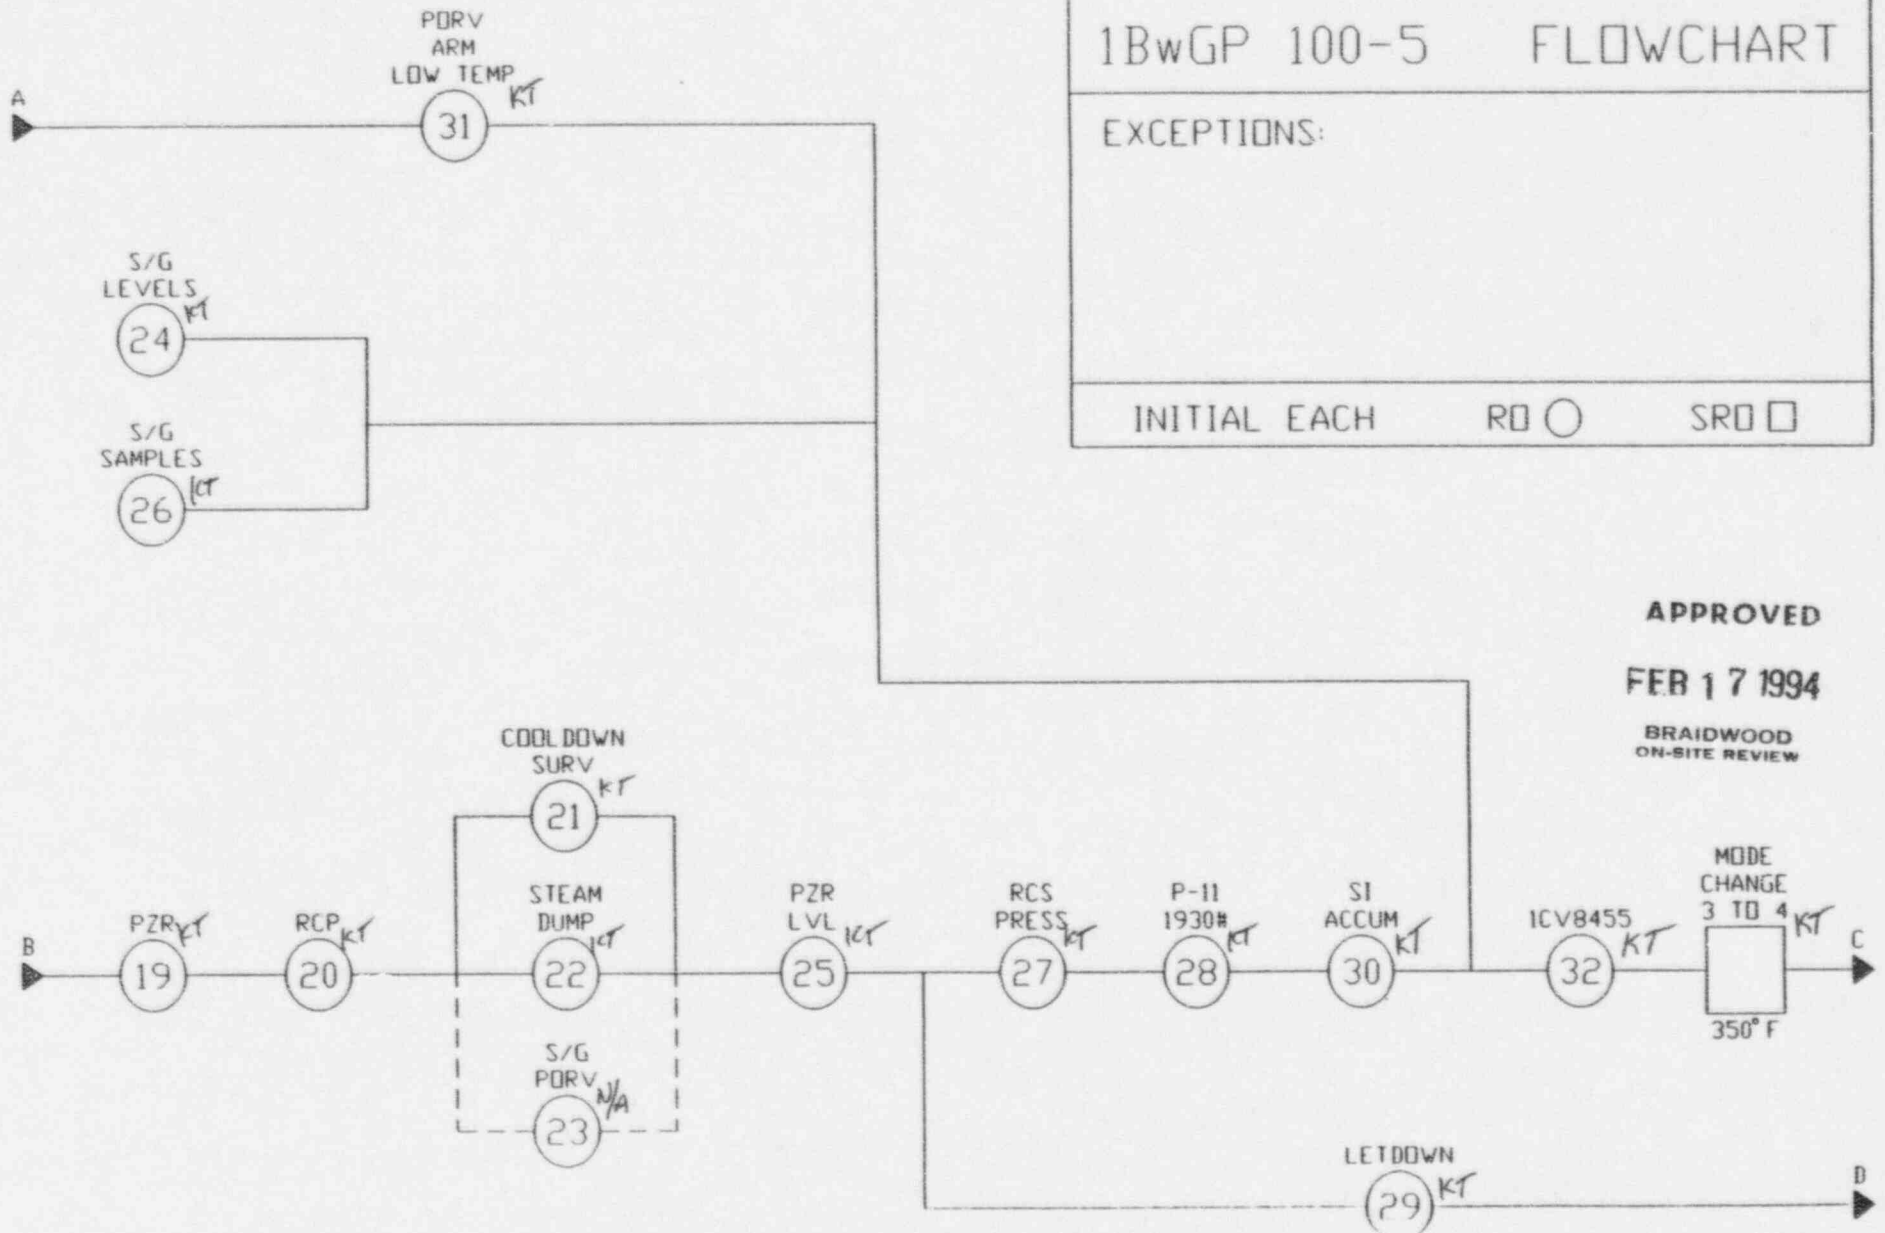 1BwGP 100-5 FLOWCHART
EXCEPTIONS:
INITIAL EACH RO SRO
A
PORV
ARM
LOW TEMP KT
31
S/G
LEVELS KT
24
S/G
SAMPLES KT
26
APPROVED
FEB 17 1994
BRAIDWOOD
ON-SITE REVIEW
B
PZR KT
19
RCP KT
20
COOLDOWN
SURV KT
21
STEAM
DUMP KT
22
S/G
PORV N/A
23
PZR
LVL KT
25
RCS
PRESS KT
27
P-11
1930# KT
28
SI
ACCUM KT
30
1CV8455 KT
32
MODE
CHANGE
3 TO 4 KT
350° F
C
LETDOWN KT
29
D